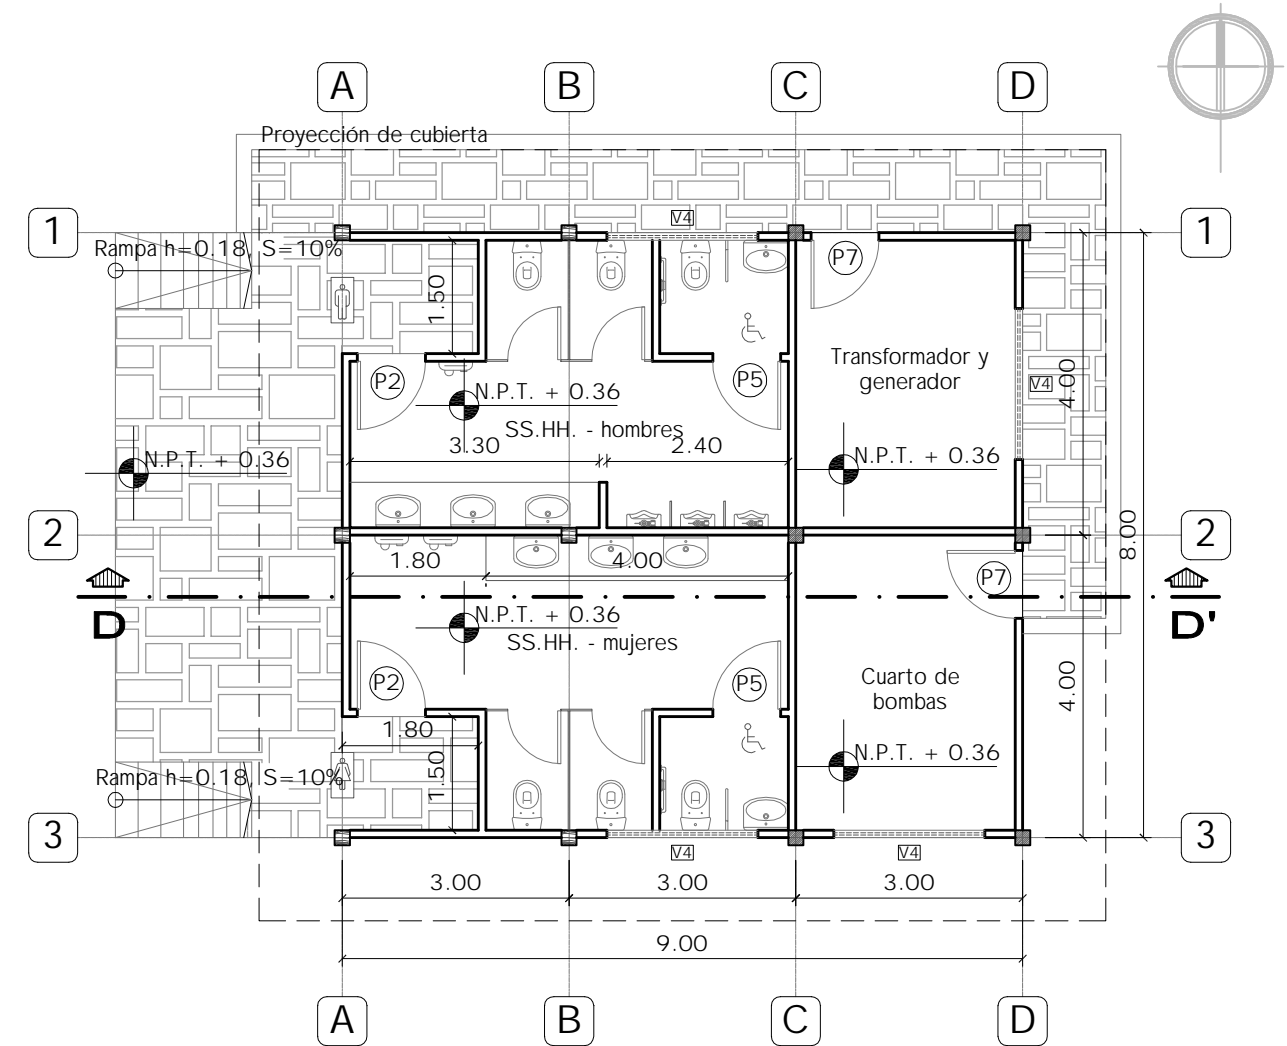 A B C D
Proyección de cubierta
1 V4 1
Rampa h=0.18, S=10%
P7
1.50
Transformador y
generador
V4
4.00
P2 P5
N.P.T. + 0.36
SS.HH. - hombres
3.30 2.40
N.P.T. + 0.36
N.P.T. + 0.36
2 2
8.00
1.80 4.00
P7
D D'
N.P.T. + 0.36
SS.HH. - mujeres
P2 P5
Cuarto de
bombas
4.00
1.80
N.P.T. + 0.36
1.50
Rampa h=0.18, S=10%
3 3
V4 V4
3.00 3.00 3.00
9.00
A B C D